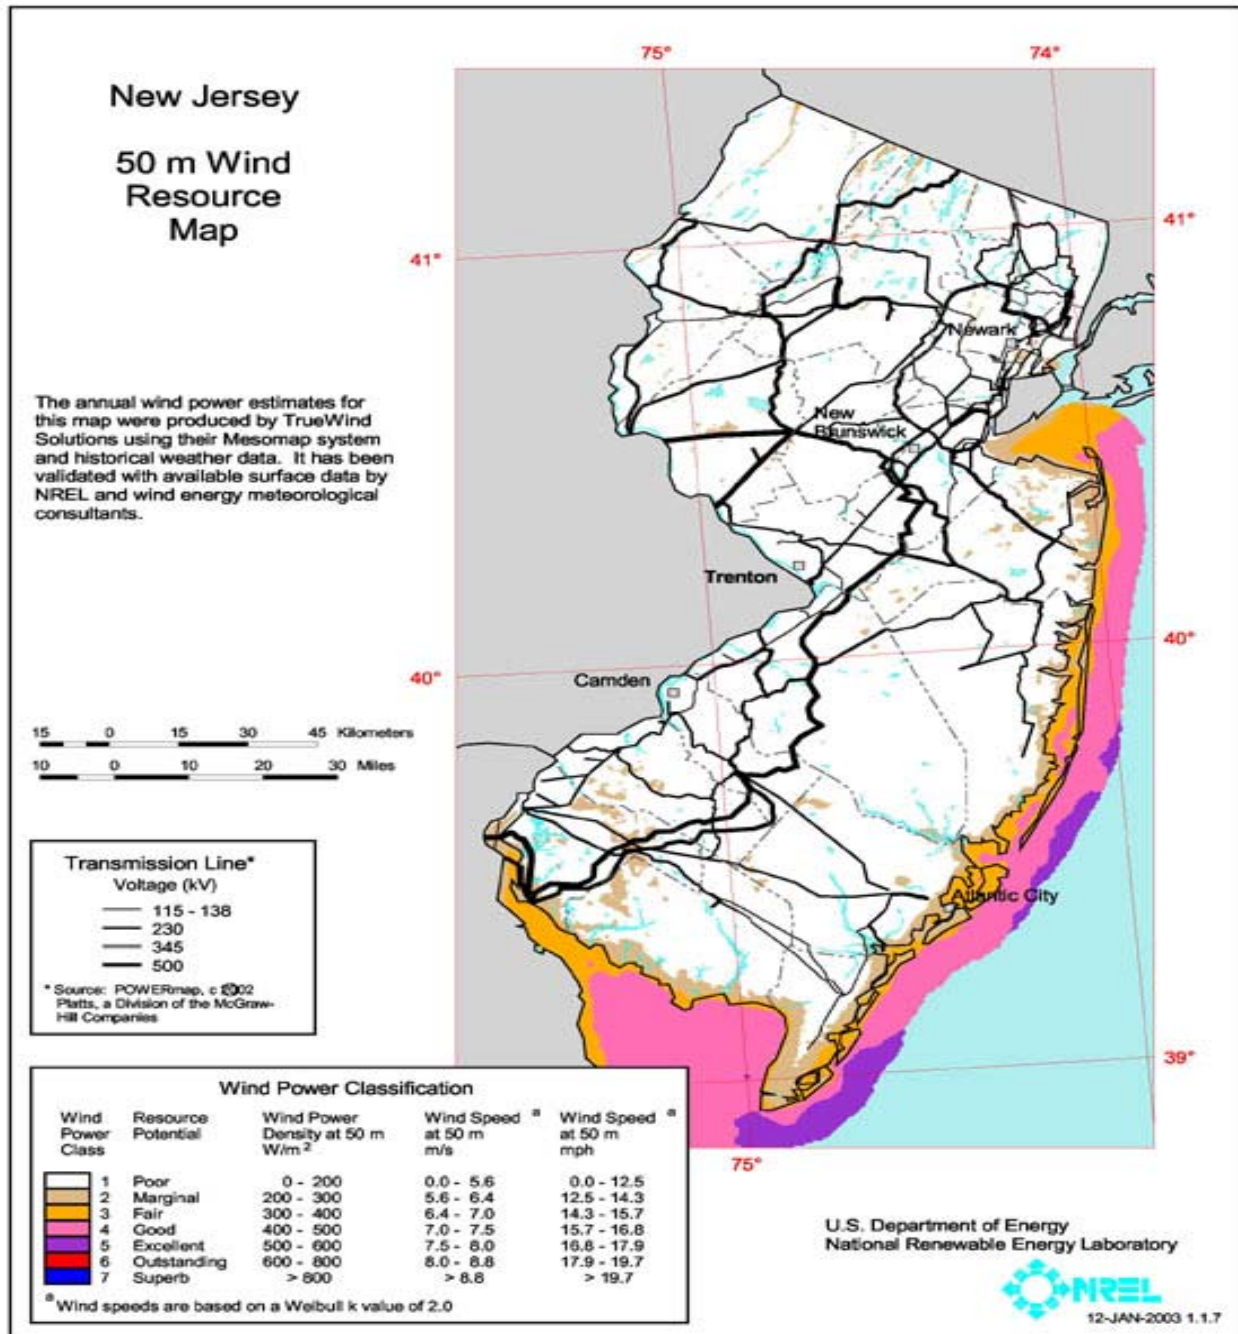 New Jersey
50 m Wind
Resource
Map
75°
74°
41°
41°
Newark
The annual wind power estimates for
this map were produced by TrueWind
Solutions using their Mesomap system
and historical weather data. It has been
validated with available surface data by
NREL and wind energy meteorological
consultants.
New
Brunswick
Trenton
40°
40°
Camden
15 0 15 30 45 Kilometers
10 0 10 20 30 Miles
Transmission Line*
Voltage (kV)
115 - 138
230
345
500
* Source: POWERmap, c 2002
Platts, a Division of the McGraw-
Hill Companies
Atlantic City
39°
75°
Wind Power Classification
Wind Resource Wind Power Wind Speed a Wind Speed a
Power Potential Density at 50 m at 50 m at 50 m
Class W/m 2 m/s mph
1 Poor 0 - 200 0.0 - 5.6 0.0 - 12.5
2 Marginal 200 - 300 5.6 - 6.4 12.5 - 14.3
3 Fair 300 - 400 6.4 - 7.0 14.3 - 15.7
4 Good 400 - 500 7.0 - 7.5 15.7 - 16.8
5 Excellent 500 - 600 7.5 - 8.0 16.8 - 17.9
6 Outstanding 600 - 800 8.0 - 8.8 17.9 - 19.7
7 Superb > 800 > 8.8 > 19.7
a Wind speeds are based on a Weibull k value of 2.0
U.S. Department of Energy
National Renewable Energy Laboratory
NREL
12-JAN-2003 1.1.7